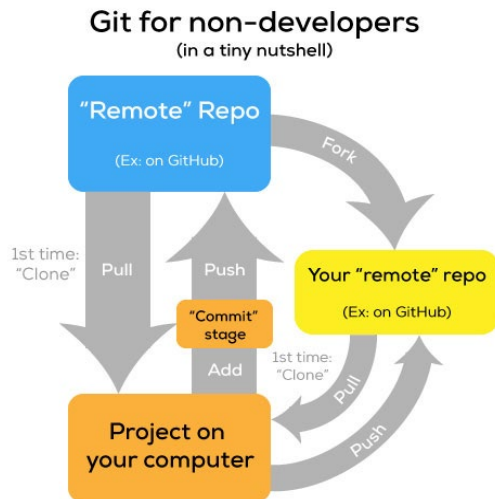 Git for non-developers
(in a tiny nutshell)
“Remote” Repo
(Ex: on GitHub)
Fork
1st time:
“Clone”
Pull
Push
Your “remote” repo
(Ex: on GitHub)
“Commit”
stage
Add
1st time:
“Clone”
Pull
Push
Project on
your computer